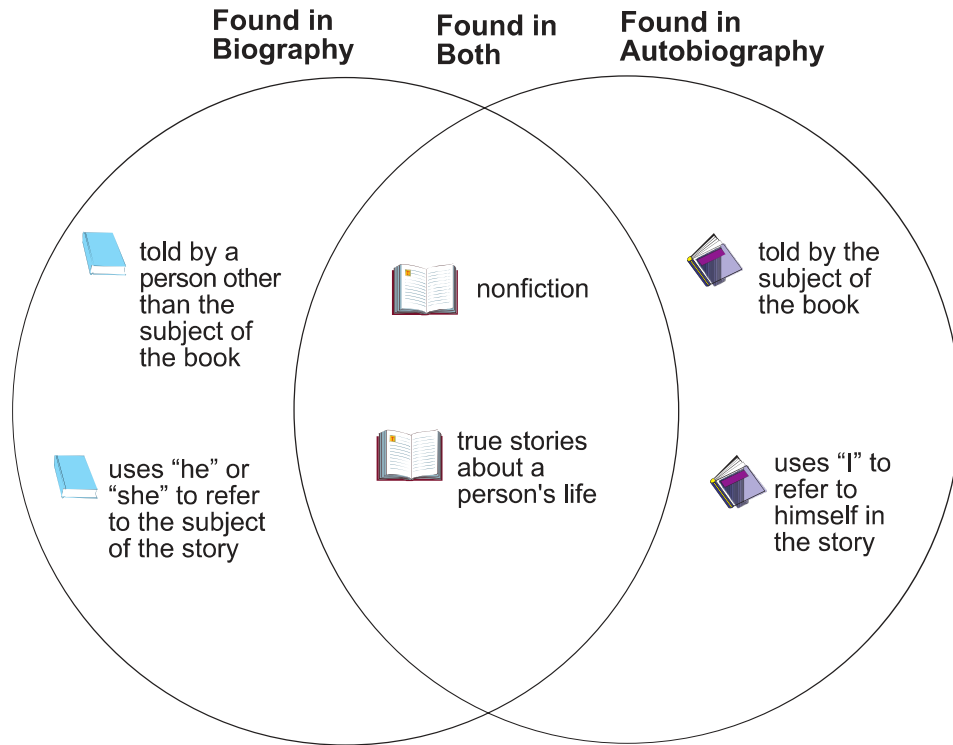 Found in
Biography
Found in
Both
Found in
Autobiography
told by a
person other
than the
subject of
the book
uses “he” or
“she” to refer
to the subject
of the story
nonfiction
true stories
about a
person's life
told by the
subject of
the book
uses “I” to
refer to
himself in
the story